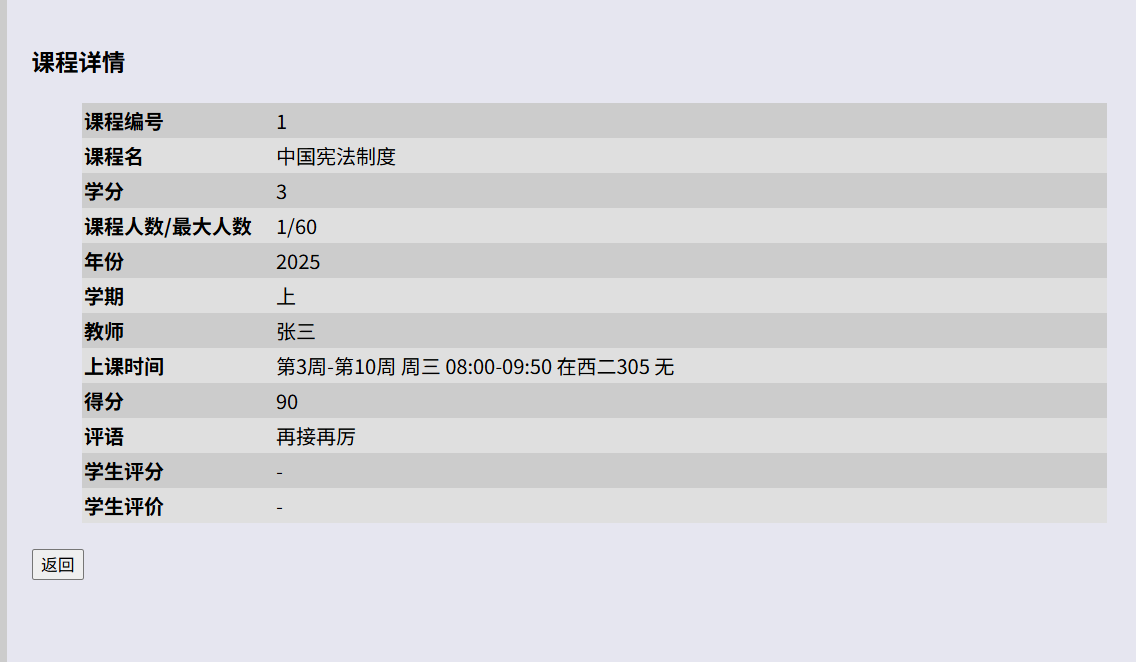 课程详情
课程编号 1
课程名 中国宪法制度
学分 3
课程人数/最大人数 1/60
年份 2025
学期 上
教师 张三
上课时间 第3周-第10周 周三 08:00-09:50 在西二305 无
得分 90
评语 再接再厉
学生评分 -
学生评价 -
返回